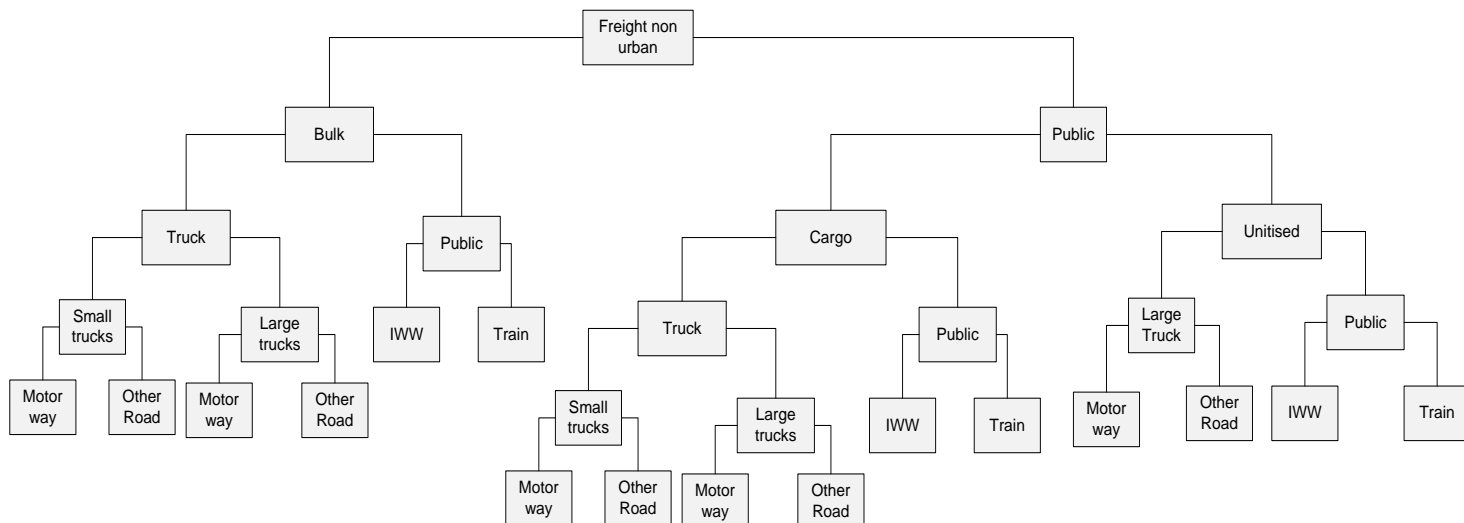 Freight non
urban
Bulk
Public
Truck
Public
Cargo
Unitised
Small
trucks
Large
trucks
IWW
Train
Truck
Public
Large
Truck
Public
Motor
way
Other
Road
Motor
way
Other
Road
Small
trucks
Large
trucks
IWW
Train
Motor
way
Other
Road
IWW
Train
Motor
way
Other
Road
Motor
way
Other
Road